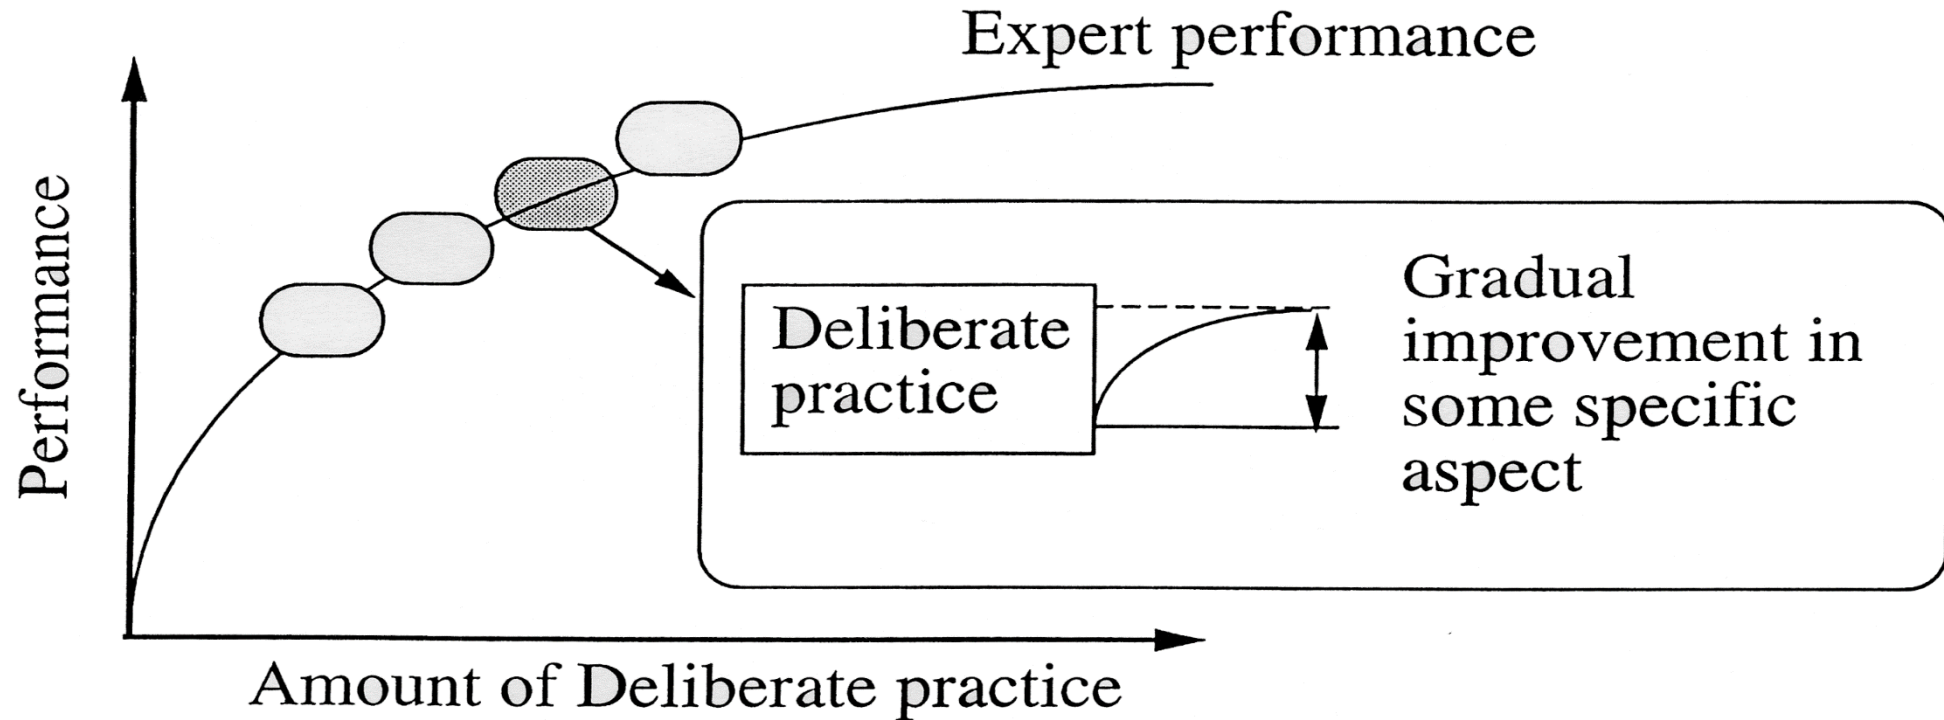 Expert performance
Performance
Deliberate
practice
Gradual
improvement in
some specific
aspect
Amount of Deliberate practice